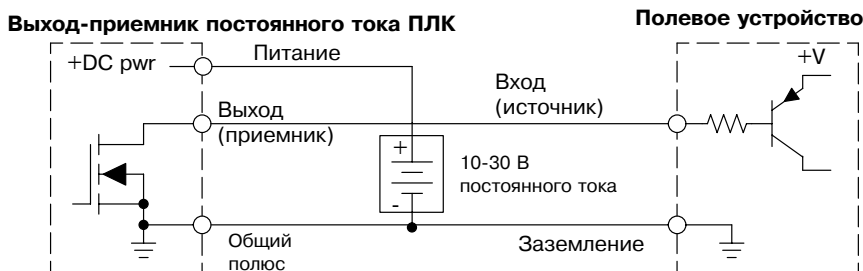 Выход-приемник постоянного тока ПЛК
Полевое устройство
+DC pwr
Питание
+V
Вход
(источник)
Выход
(приемник)
+
10-30 В
постоянного тока
-
Общий
полюс
Заземление